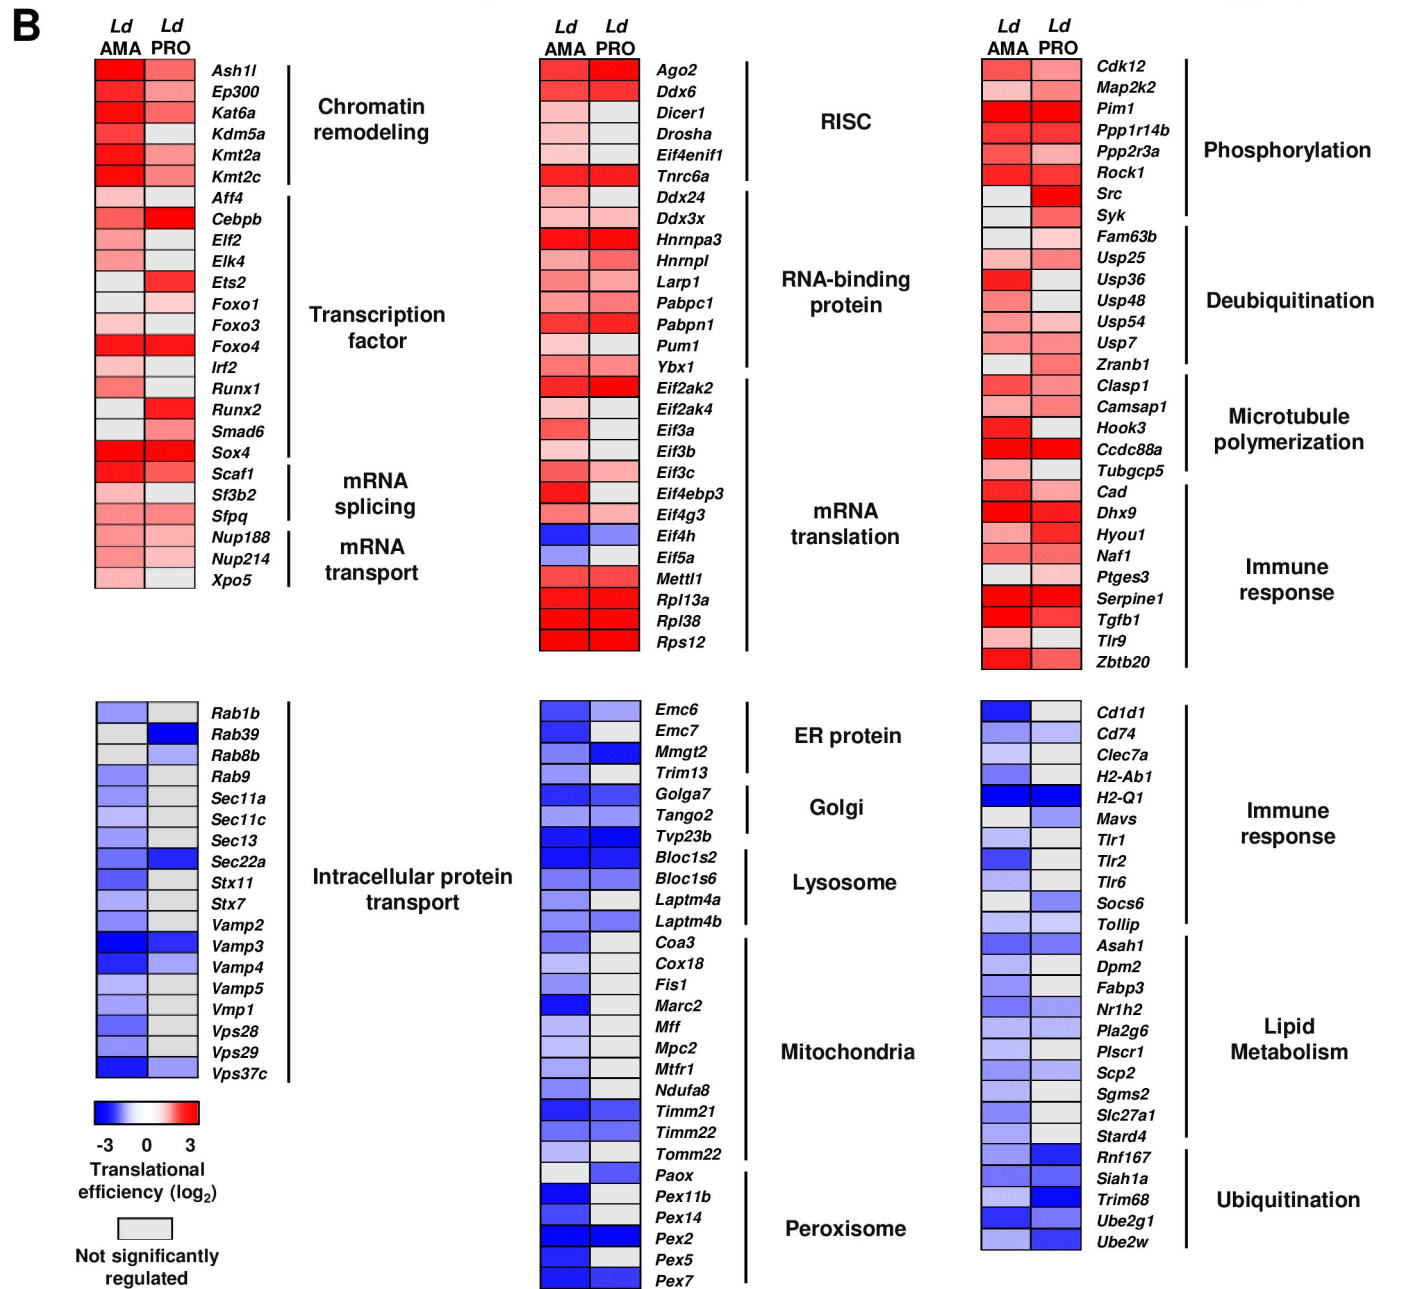 B
Ld Ld
AMA PRO
Ash1l
Ep300
Kat6a
Kdm5a
Kmt2a
Kmt2c
Chromatin
remodeling
Aff4
Cebpb
Elf2
Elk4
Ets2
Foxo1
Foxo3
Foxo4
Irf2
Runx1
Runx2
Smad6
Sox4
Transcription
factor
Scaf1
Sf3b2
Sfpq
mRNA
splicing
Nup188
Nup214
Xpo5
mRNA
transport
Ld Ld
AMA PRO
Ago2
Ddx6
Dicer1
Drosha
Eif4enif1
Tnrc6a
RISC
Ddx24
Ddx3x
Hnrnpa3
Hnrnpl
Larp1
Pabpc1
Pabpn1
Pum1
Ybx1
RNA-binding
protein
Eif2ak2
Eif2ak4
Eif3a
Eif3b
Eif3c
Eif4ebp3
Eif4g3
Eif4h
Eif5a
Mettl1
Rpl13a
Rpl38
Rps12
mRNA
translation
Ld Ld
AMA PRO
Cdk12
Map2k2
Pim1
Ppp1r14b
Ppp2r3a
Rock1
Src
Syk
Phosphorylation
Fam63b
Usp25
Usp36
Usp48
Usp54
Usp7
Zranb1
Deubiquitination
Clasp1
Camsap1
Hook3
Ccdc88a
Tubgcp5
Microtubule
polymerization
Cad
Dhx9
Hyou1
Naf1
Ptges3
Serpine1
Tgfb1
Tlr9
Zbtb20
Immune
response
Rab1b
Rab39
Rab8b
Rab9
Sec11a
Sec11c
Sec13
Sec22a
Stx11
Stx7
Vamp2
Vamp3
Vamp4
Vamp5
Vmp1
Vps28
Vps29
Vps37c
Intracellular protein
transport
-3 0 3
Translational
efficiency (log2)
Not significantly
regulated
Emc6
Emc7
Mmgt2
Trim13
ER protein
Golga7
Tango2
Tvp23b
Golgi
Bloc1s2
Bloc1s6
Laptm4a
Laptm4b
Lysosome
Coa3
Cox18
Fis1
Marc2
Mff
Mpc2
Mtfr1
Ndufa8
Timm21
Timm22
Tomm22
Mitochondria
Paox
Pex11b
Pex14
Pex2
Pex5
Pex7
Peroxisome
Cd1d1
Cd74
Clec7a
H2-Ab1
H2-Q1
Mavs
Tlr1
Tlr2
Tlr6
Socs6
Tollip
Immune
response
Asah1
Dpm2
Fabp3
Nr1h2
Pla2g6
Plscr1
Scp2
Sgms2
Slc27a1
Stard4
Lipid
Metabolism
Rnf167
Siah1a
Trim68
Ube2g1
Ube2w
Ubiquitination